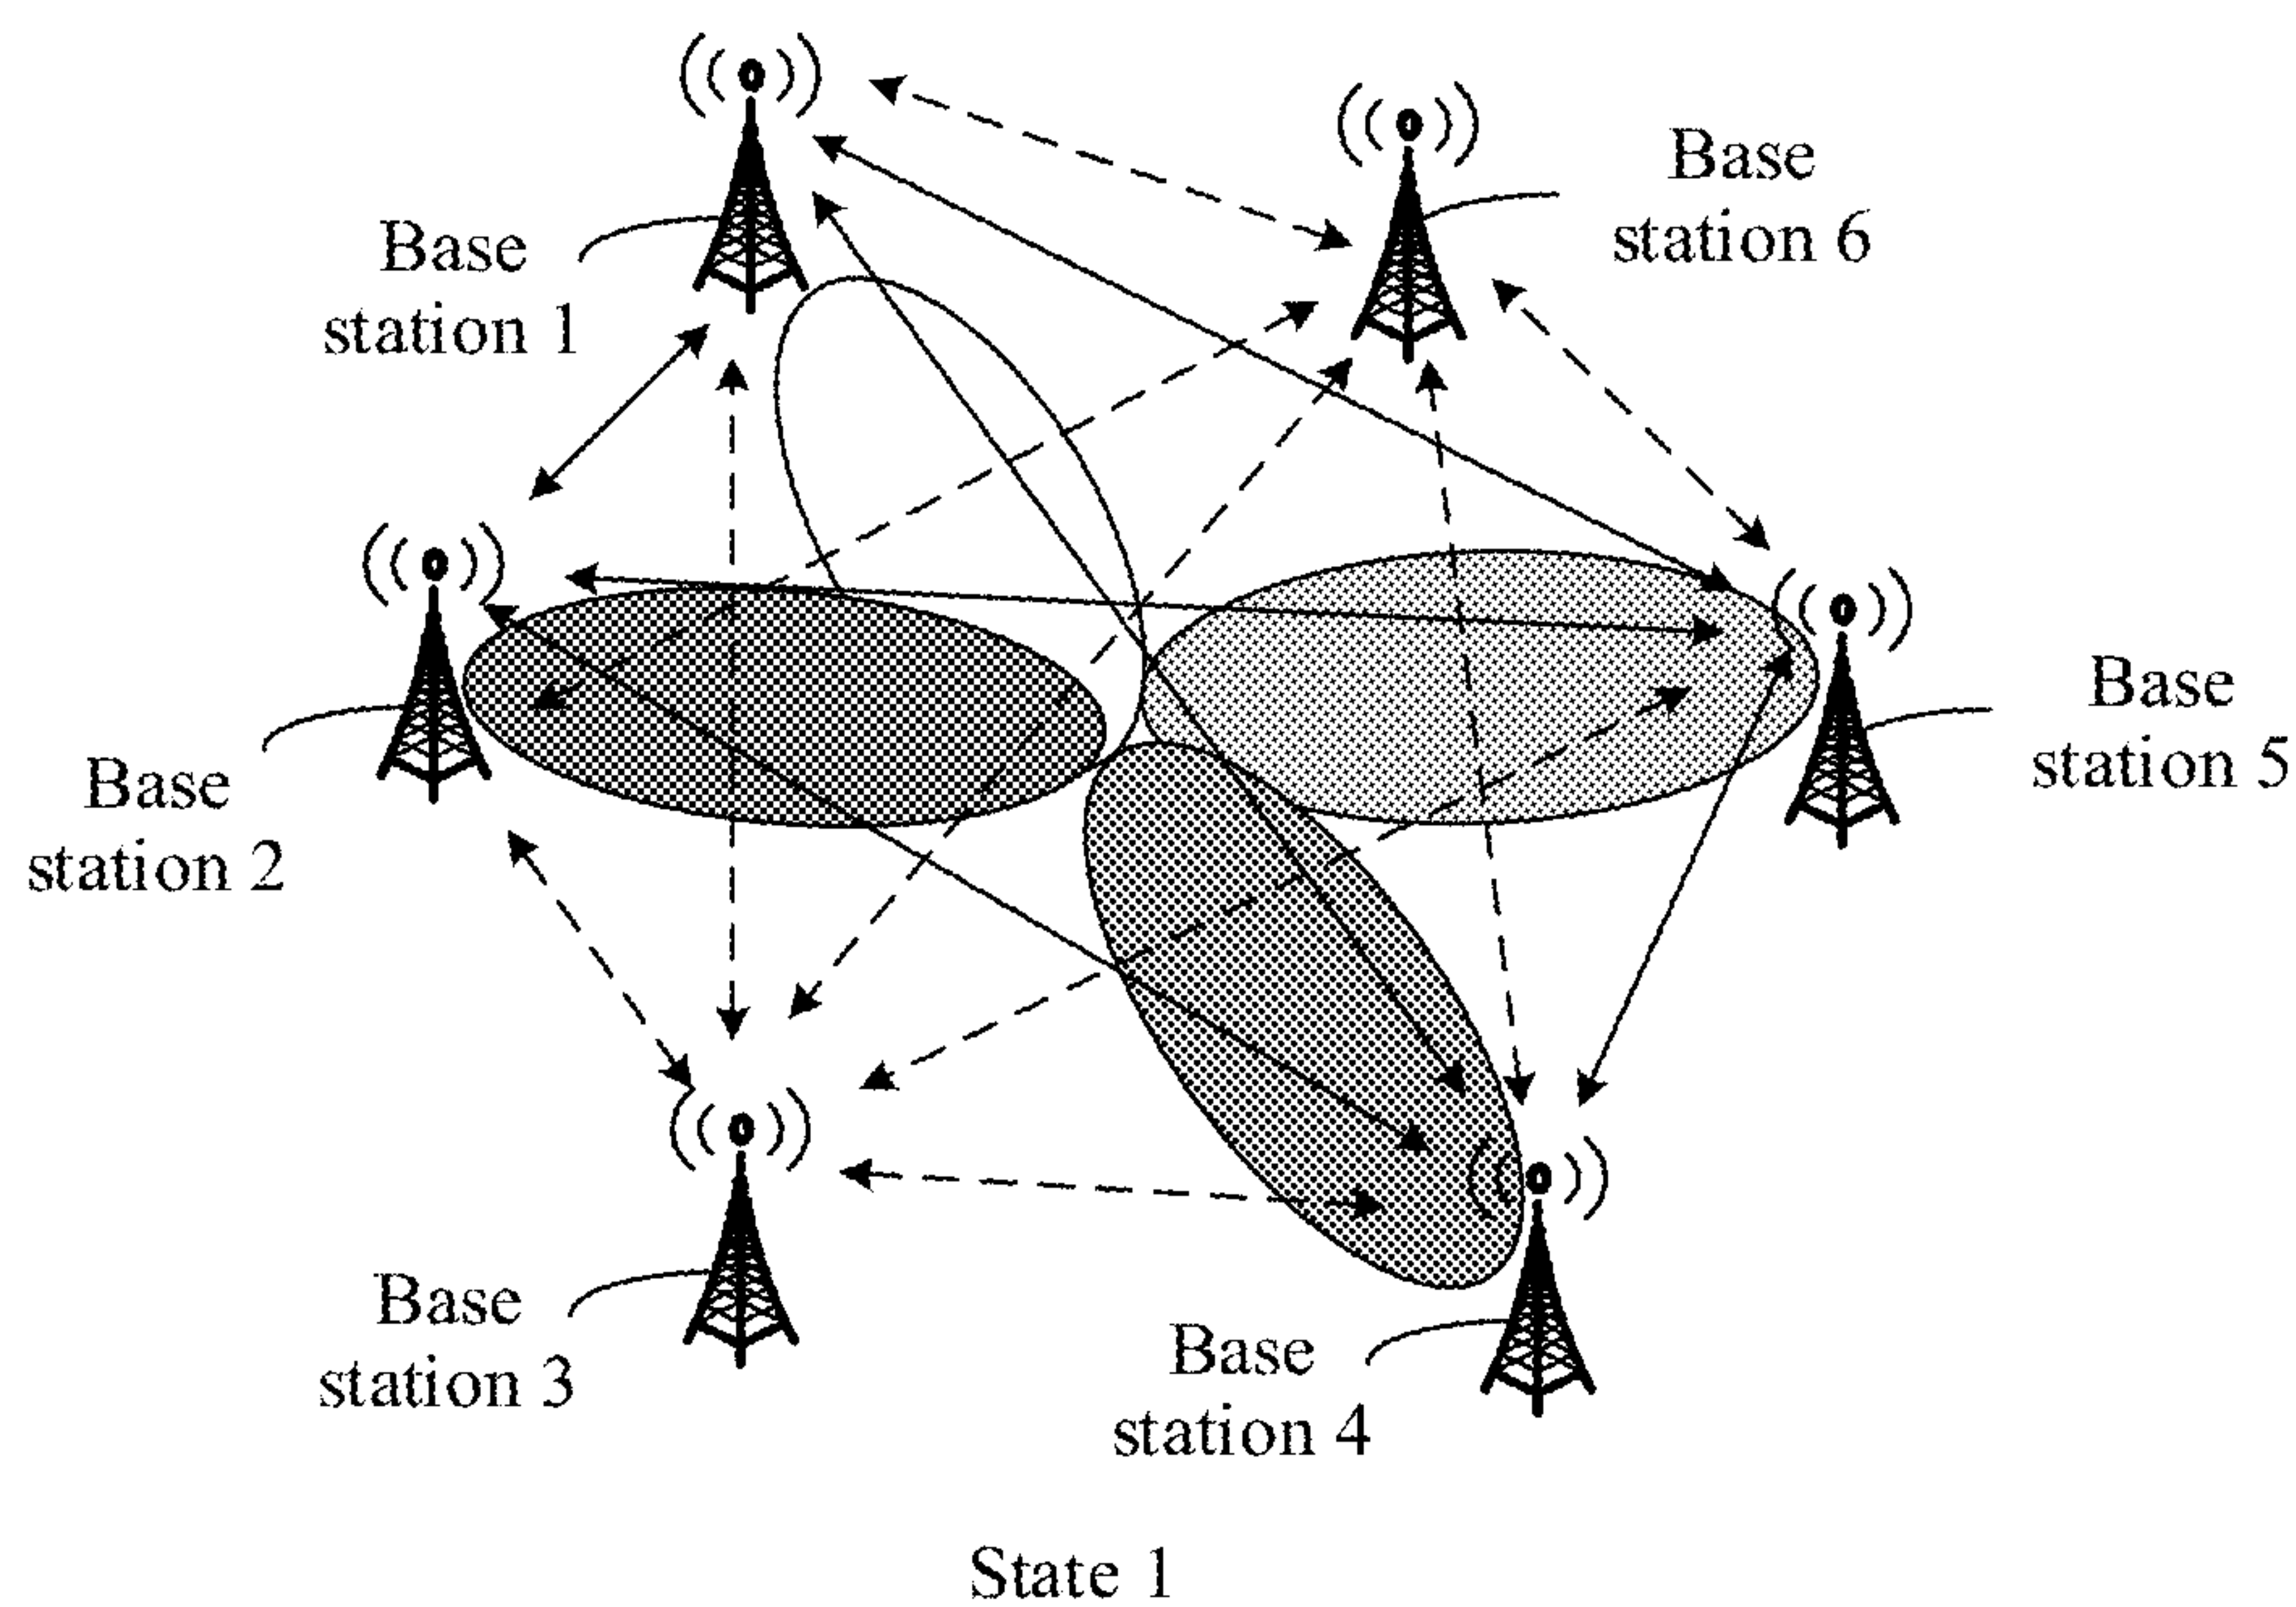 Base
station 1
Base
station 6
Base
station 2
Base
station 5
Base
station 3
Base
station 4
State 1